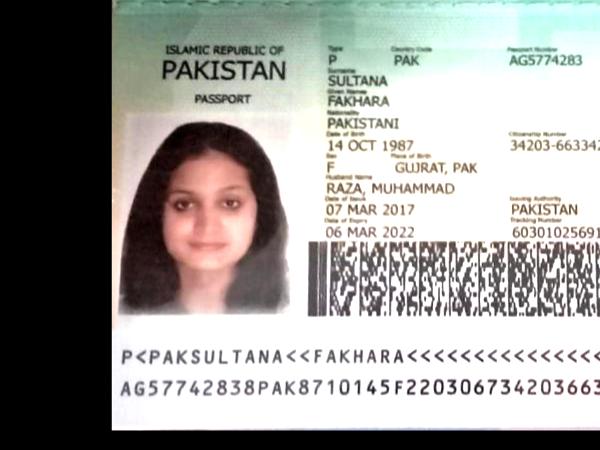 ISLAMIC REPUBLIC OF
PAKISTAN
PASSPORT
Type Country Code Passport Number
P PAK AG5774283
Surname
SULTANA
Given Names
FAKHARA
Nationality
PAKISTANI
Date of Birth Citizenship Number
14 OCT 1987 34203-663342
Sex Place of Birth
F GUJRAT, PAK
Husband Name
RAZA, MUHAMMAD
Date of Issue Issuing Authority
07 MAR 2017 PAKISTAN
Date of Expiry Tracking Number
06 MAR 2022 60301025691
P<PAKSULTANA<<FAKHARA<<<<<<<<<<<<<<
AG57742838PAK8710145F2203067342036633